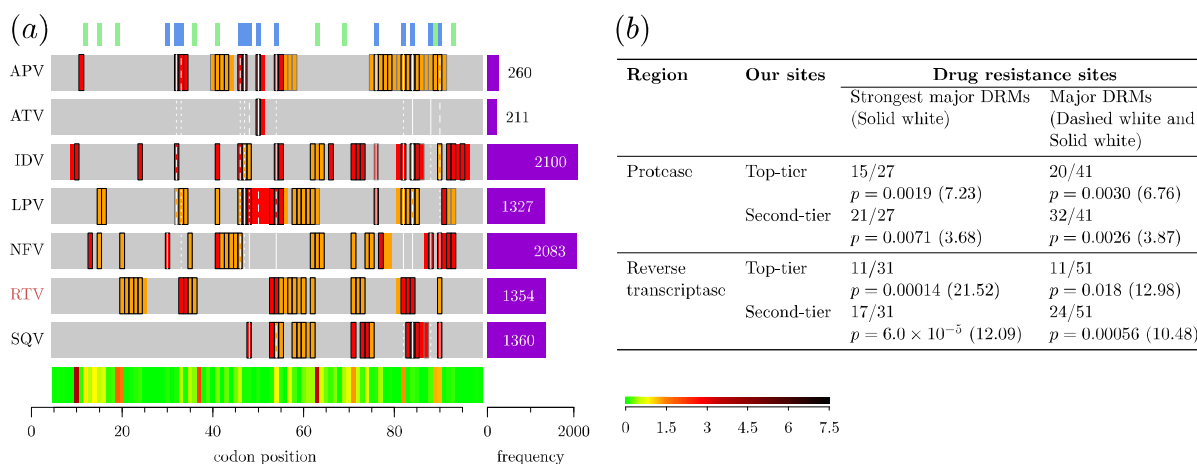 (a)
APV 260
ATV 211
IDV 2100
LPV 1327
NFV 2083
RTV 1354
SQV 1360
0 20 40 60 80 0 2000
codon position frequency
(b)
Region Our sites Drug resistance sites
Strongest major DRMs Major DRMs
(Solid white) (Dashed white and
Solid white)
Protease Top-tier 15/27 20/41
p = 0.0019 (7.23) p = 0.0030 (6.76)
Second-tier 21/27 32/41
p = 0.0071 (3.68) p = 0.0026 (3.87)
Reverse Top-tier 11/31 11/51
transcriptase p = 0.00014 (21.52) p = 0.018 (12.98)
Second-tier 17/31 24/51
p = 6.0 × 10⁻⁵ (12.09) p = 0.00056 (10.48)
0 1.5 3 4.5 6 7.5